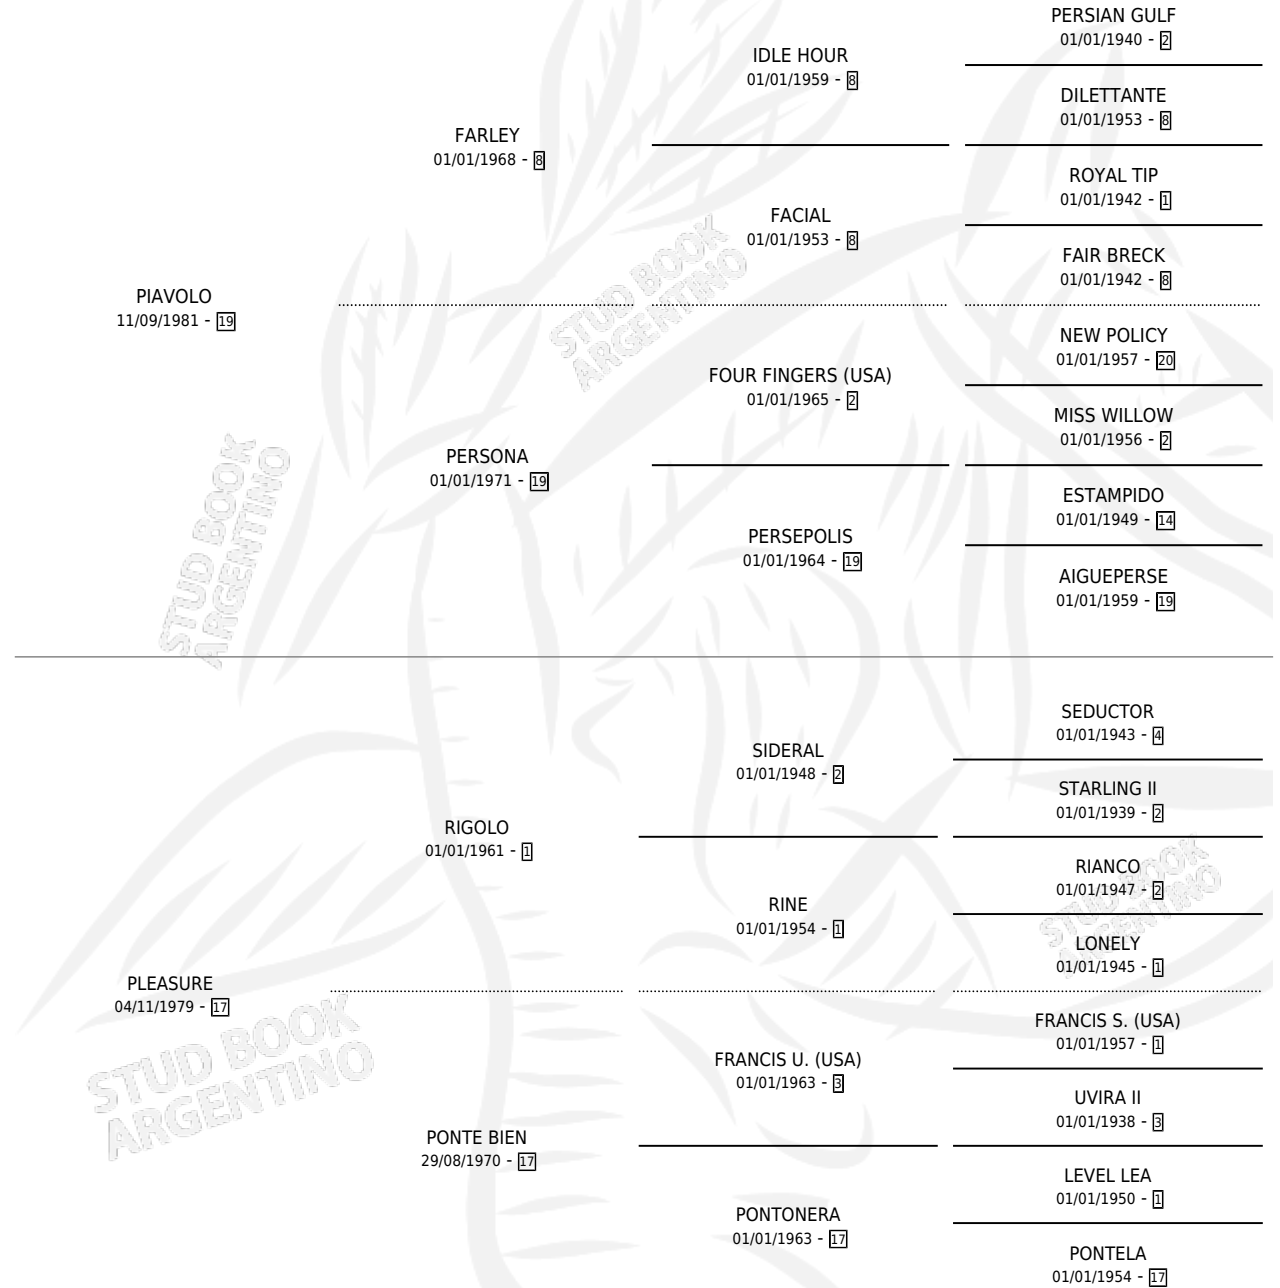 PERSIAN GULF
01/01/1940 - 2
IDLE HOUR
01/01/1959 - 8
DILETTANTE
01/01/1953 - 8
FARLEY
01/01/1968 - 8
ROYAL TIP
01/01/1942 - 1
FACIAL
01/01/1953 - 8
FAIR BRECK
01/01/1942 - 8
PIAVOLO
11/09/1981 - 19
NEW POLICY
01/01/1957 - 20
FOUR FINGERS (USA)
01/01/1965 - 2
MISS WILLOW
01/01/1956 - 2
PERSONA
01/01/1971 - 19
ESTAMPIDO
01/01/1949 - 14
PERSEPOLIS
01/01/1964 - 19
AIGUEPERSE
01/01/1959 - 19
SEDUCTOR
01/01/1943 - 4
SIDERAL
01/01/1948 - 2
STARLING II
01/01/1939 - 2
RIGOLO
01/01/1961 - 1
RIANCO
01/01/1947 - 2
RINE
01/01/1954 - 1
LONELY
01/01/1945 - 1
PLEASURE
04/11/1979 - 17
FRANCIS S. (USA)
01/01/1957 - 1
FRANCIS U. (USA)
01/01/1963 - 3
UVIRA II
01/01/1938 - 3
PONTE BIEN
29/08/1970 - 17
LEVEL LEA
01/01/1950 - 1
PONTONERA
01/01/1963 - 17
PONTELA
01/01/1954 - 17
STUD BOOK
ARGENTINO
STUD BOOK
ARGENTINO
STUD BOOK
ARGENTINO
STUD BOOK
ARGENTINO